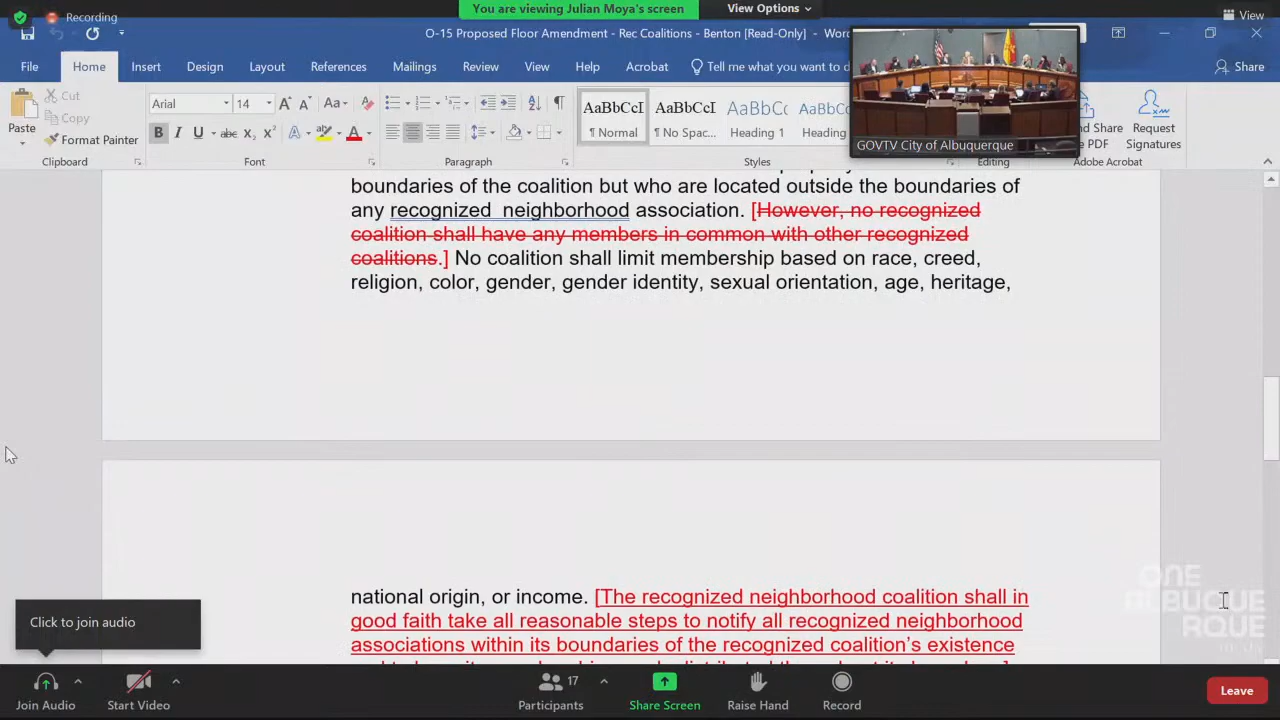 Recording
You are viewing Julian Moya's screen
View Options
View
O-15 Proposed Floor Amendment - Rec Coalitions - Benton [Read-Only] - Wor
File Home Insert Design Layout References Mailings Review View Help Acrobat Tell me what you want to d
Share
Paste
Cut
Copy
Format Painter
Clipboard
Arial 14
Font
Paragraph
AaBbCcI
¶ Normal
AaBbCcI
¶ No Spac...
AaBbCc
Heading 1
AaBbC
Heading
Styles
Editing
nd Share
PDF
Request
Signatures
Adobe Acrobat
GOVTV City of Albuquerque
boundaries of the coalition but who are located outside the boundaries of
any recognized neighborhood association. [However, no recognized
coalition shall have any members in common with other recognized
coalitions.] No coalition shall limit membership based on race, creed,
religion, color, gender, gender identity, sexual orientation, age, heritage,
national origin, or income. [The recognized neighborhood coalition shall in
good faith take all reasonable steps to notify all recognized neighborhood
associations within its boundaries of the recognized coalition's existence
ONE
ALBUQUE
RQUE
Click to join audio
Join Audio
Start Video
Participants 17
Share Screen
Raise Hand
Record
Leave